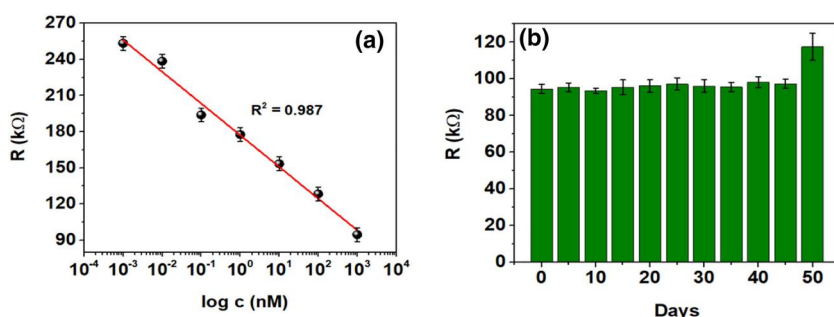 (a)
R (kΩ)
270
240
210
180
150
120
90
R² = 0.987
10⁻⁴ 10⁻³ 10⁻² 10⁻¹ 10⁰ 10¹ 10² 10³ 10⁴
log c (nM)
(b)
R (kΩ)
120
100
80
60
40
20
0
0 10 20 30 40 50
Days